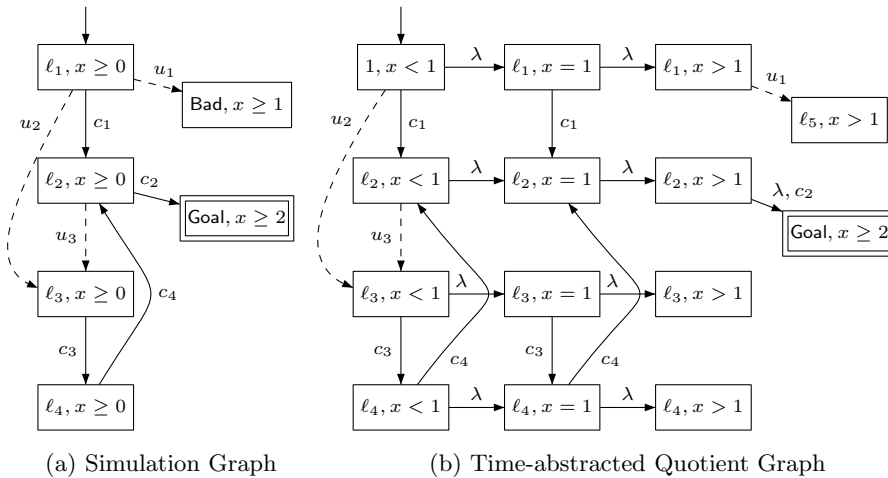 ℓ₁, x ≥ 0
u₁
Bad, x ≥ 1
u₂
c₁
ℓ₂, x ≥ 0
c₂
Goal, x ≥ 2
u₃
ℓ₃, x ≥ 0
c₄
c₃
ℓ₄, x ≥ 0
(a) Simulation Graph
1, x < 1
λ
ℓ₁, x = 1
λ
ℓ₁, x > 1
u₁
ℓ₅, x > 1
u₂
c₁
c₁
ℓ₂, x < 1
λ
ℓ₂, x = 1
λ
ℓ₂, x > 1
λ, c₂
Goal, x ≥ 2
u₃
ℓ₃, x < 1
λ
ℓ₃, x = 1
λ
ℓ₃, x > 1
c₃
c₄
c₃
c₄
ℓ₄, x < 1
λ
ℓ₄, x = 1
λ
ℓ₄, x > 1
(b) Time-abstracted Quotient Graph